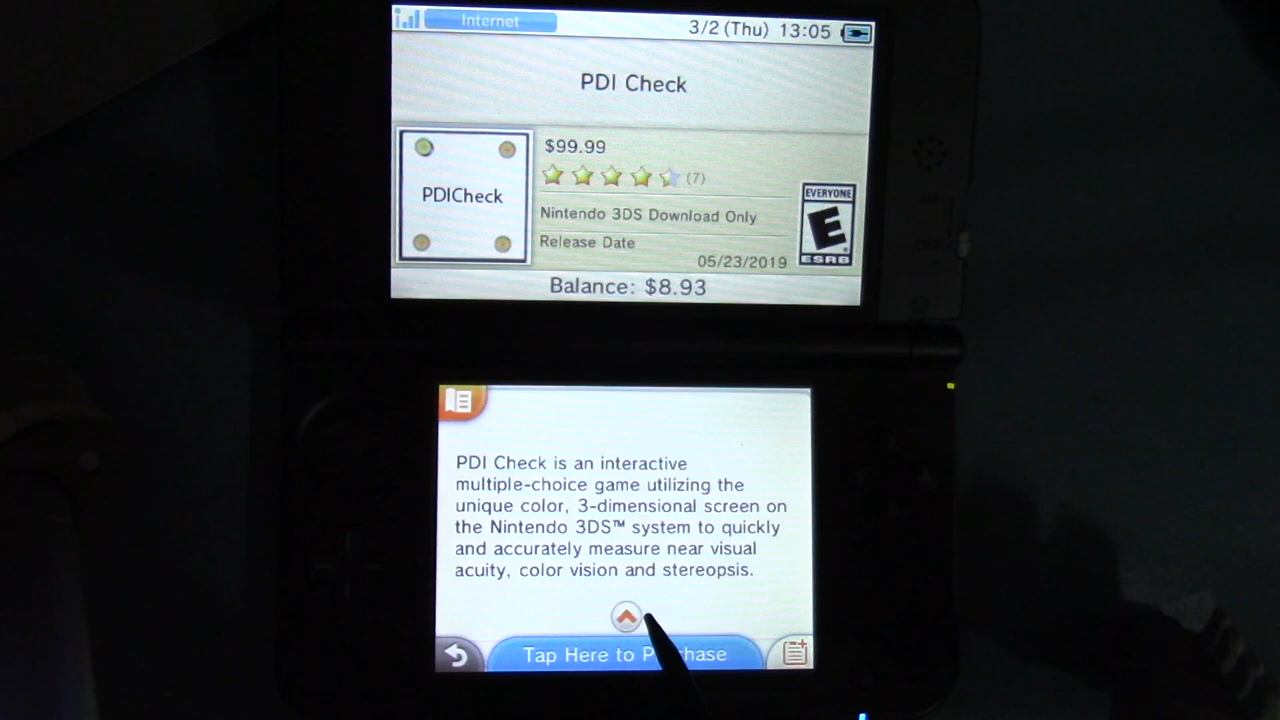 Internet
3/2 (Thu) 13:05
PDI Check
PDICheck
$99.99
(7)
Nintendo 3DS Download Only
Release Date
05/23/2019
EVERYONE
E
ESRB
Balance: $8.93
PDI Check is an interactive
multiple-choice game utilizing the
unique color, 3-dimensional screen on
the Nintendo 3DS™ system to quickly
and accurately measure near visual
acuity, color vision and stereopsis.
Tap Here to Purchase